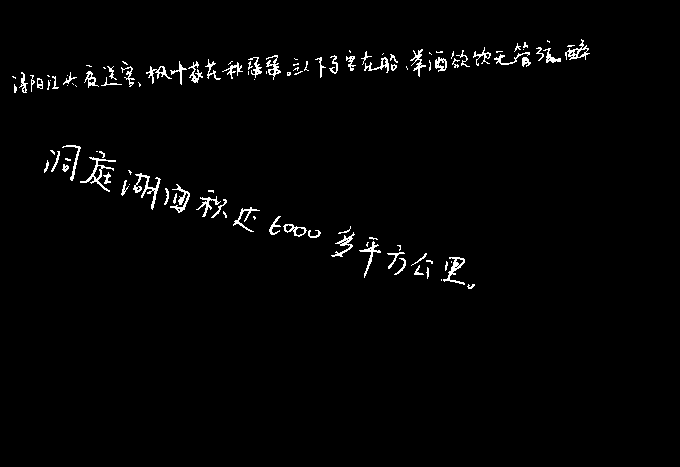 浔阳江头夜送客,枫叶荻花秋瑟瑟。主人下马客在船,举酒欲饮无管弦。醉
洞庭湖面积达6000多平方公里。